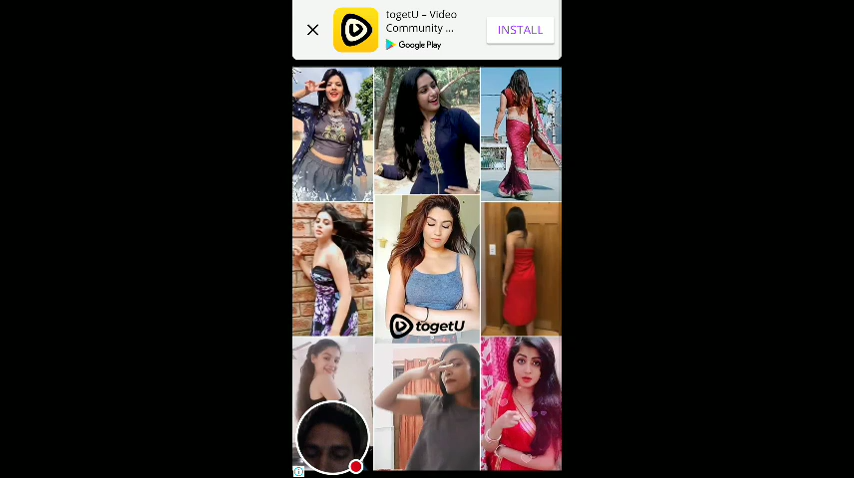 togetU – Video
Community ...
Google Play
INSTALL
togetU